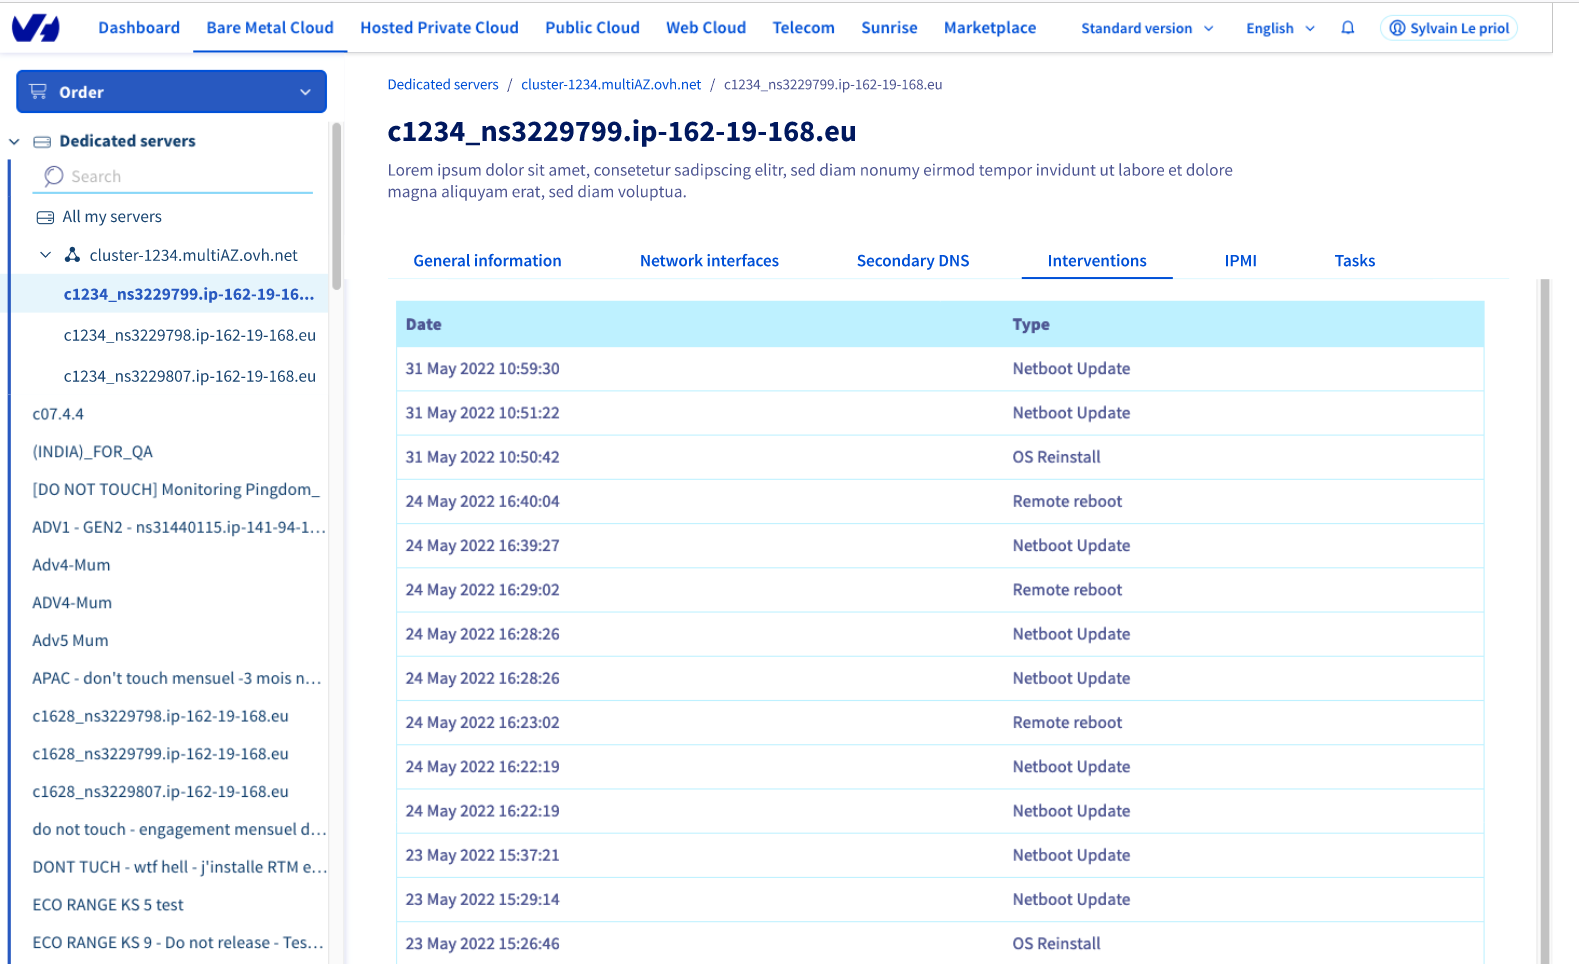 Dashboard Bare Metal Cloud Hosted Private Cloud Public Cloud Web Cloud Telecom Sunrise Marketplace Standard version English Sylvain Le priol
Order
Dedicated servers
Search
All my servers
cluster-1234.multiAZ.ovh.net
c1234_ns3229799.ip-162-19-16...
c1234_ns3229798.ip-162-19-168.eu
c1234_ns3229807.ip-162-19-168.eu
c07.4.4
(INDIA)_FOR_QA
[DO NOT TOUCH] Monitoring Pingdom_
ADV1 - GEN2 - ns31440115.ip-141-94-1...
Adv4-Mum
ADV4-Mum
Adv5 Mum
APAC - don't touch mensuel -3 mois n...
c1628_ns3229798.ip-162-19-168.eu
c1628_ns3229799.ip-162-19-168.eu
c1628_ns3229807.ip-162-19-168.eu
do not touch - engagement mensuel d...
DONT TUCH - wtf hell - j'installe RTM e...
ECO RANGE KS 5 test
ECO RANGE KS 9 - Do not release - Tes...
Dedicated servers / cluster-1234.multiAZ.ovh.net / c1234_ns3229799.ip-162-19-168.eu
c1234_ns3229799.ip-162-19-168.eu
Lorem ipsum dolor sit amet, consetetur sadipscing elitr, sed diam nonumy eirmod tempor invidunt ut labore et dolore
magna aliquyam erat, sed diam voluptua.
General information Network interfaces Secondary DNS Interventions IPMI Tasks
Date Type
31 May 2022 10:59:30 Netboot Update
31 May 2022 10:51:22 Netboot Update
31 May 2022 10:50:42 OS Reinstall
24 May 2022 16:40:04 Remote reboot
24 May 2022 16:39:27 Netboot Update
24 May 2022 16:29:02 Remote reboot
24 May 2022 16:28:26 Netboot Update
24 May 2022 16:28:26 Netboot Update
24 May 2022 16:23:02 Remote reboot
24 May 2022 16:22:19 Netboot Update
24 May 2022 16:22:19 Netboot Update
23 May 2022 15:37:21 Netboot Update
23 May 2022 15:29:14 Netboot Update
23 May 2022 15:26:46 OS Reinstall